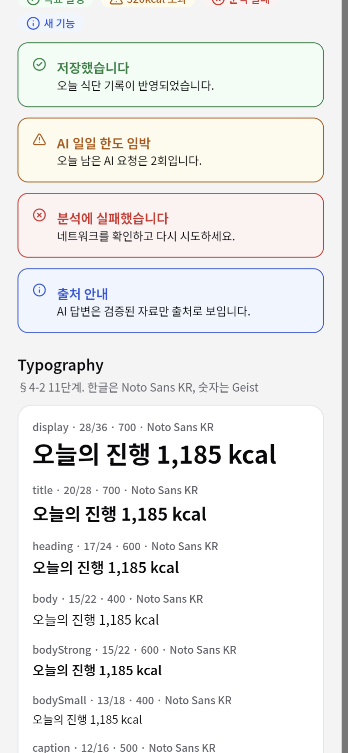 새 기능
저장했습니다
오늘 식단 기록이 반영되었습니다.
AI 일일 한도 임박
오늘 남은 AI 요청은 2회입니다.
분석에 실패했습니다
네트워크를 확인하고 다시 시도하세요.
출처 안내
AI 답변은 검증된 자료만 출처로 보입니다.
Typography
§4-2 11단계. 한글은 Noto Sans KR, 숫자는 Geist
display · 28/36 · 700 · Noto Sans KR
오늘의 진행 1,185 kcal
title · 20/28 · 700 · Noto Sans KR
오늘의 진행 1,185 kcal
heading · 17/24 · 600 · Noto Sans KR
오늘의 진행 1,185 kcal
body · 15/22 · 400 · Noto Sans KR
오늘의 진행 1,185 kcal
bodyStrong · 15/22 · 600 · Noto Sans KR
오늘의 진행 1,185 kcal
bodySmall · 13/18 · 400 · Noto Sans KR
오늘의 진행 1,185 kcal
caption · 12/16 · 500 · Noto Sans KR